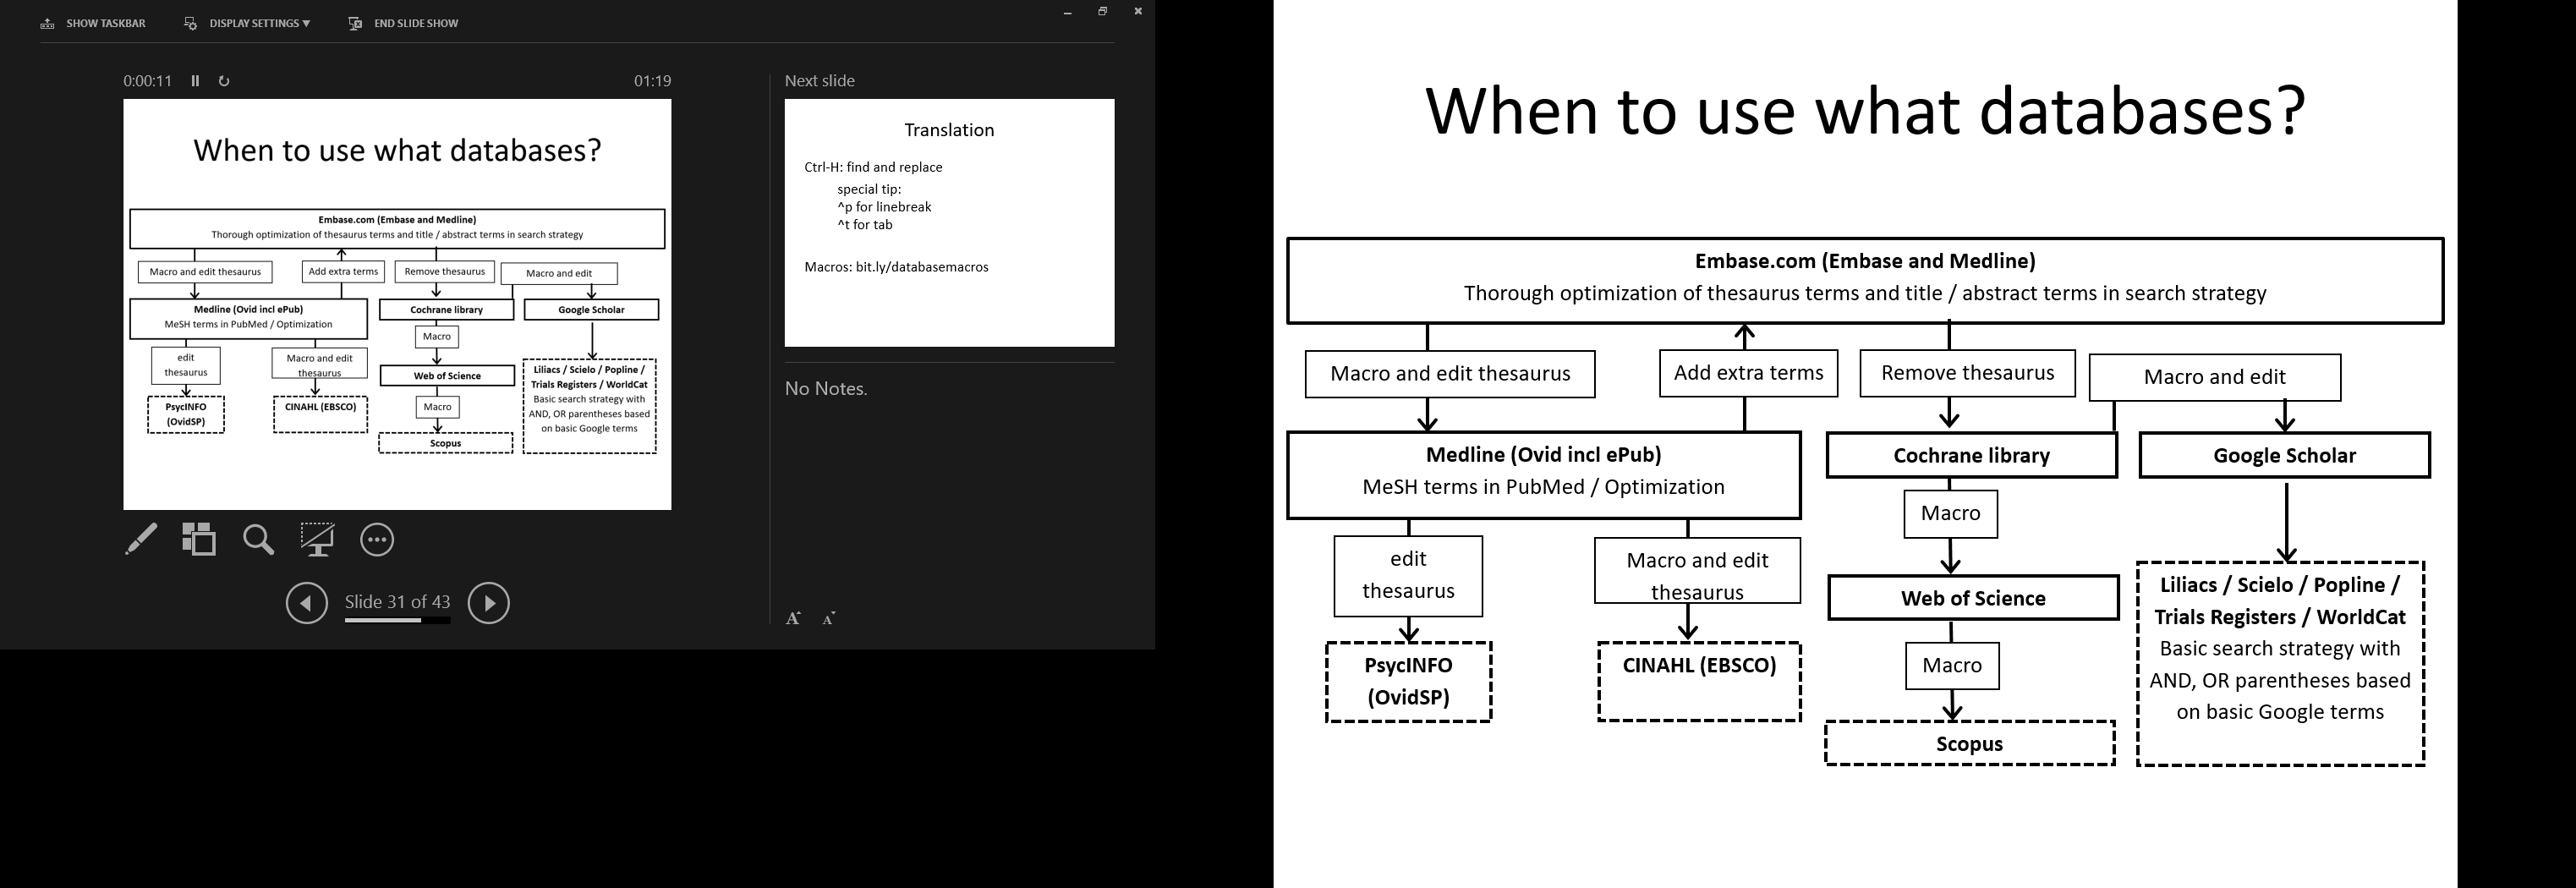 SHOW TASKBAR
DISPLAY SETTINGS ▼
END SLIDE SHOW
0:00:11
01:19
When to use what databases?
Embase.com (Embase and Medline)
Thorough optimization of thesaurus terms and title / abstract terms in search strategy
Macro and edit thesaurus
Add extra terms
Remove thesaurus
Macro and edit
Medline (Ovid incl ePub)
MeSH terms in PubMed / Optimization
Cochrane library
Google Scholar
Macro
edit
thesaurus
Macro and edit
thesaurus
Web of Science
Liliacs / Scielo / Popline /
Trials Registers / WorldCat
Basic search strategy with
AND, OR parentheses based
on basic Google terms
PsycINFO
(OvidSP)
CINAHL (EBSCO)
Macro
Scopus
Slide 31 of 43
Next slide
Translation
Ctrl-H: find and replace
special tip:
^p for linebreak
^t for tab
Macros: bit.ly/databasemacros
No Notes.
A A
When to use what databases?
Embase.com (Embase and Medline)
Thorough optimization of thesaurus terms and title / abstract terms in search strategy
Macro and edit thesaurus
Add extra terms
Remove thesaurus
Macro and edit
Medline (Ovid incl ePub)
MeSH terms in PubMed / Optimization
Cochrane library
Google Scholar
Macro
edit
thesaurus
Macro and edit
thesaurus
Web of Science
Liliacs / Scielo / Popline /
Trials Registers / WorldCat
Basic search strategy with
AND, OR parentheses based
on basic Google terms
PsycINFO
(OvidSP)
CINAHL (EBSCO)
Macro
Scopus